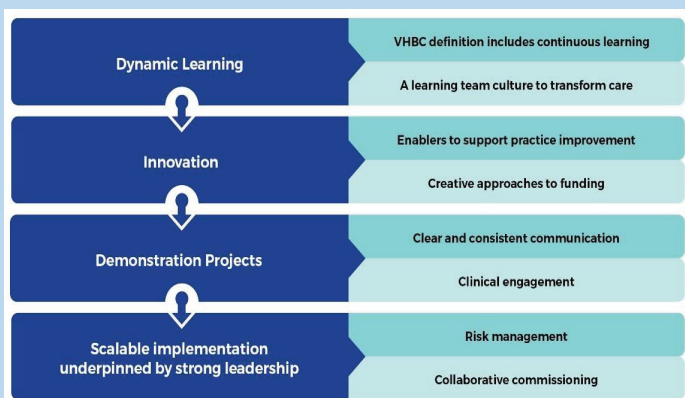 Dynamic Learning
VHBC definition includes continuous learning
A learning team culture to transform care
Innovation
Enablers to support practice improvement
Creative approaches to funding
Demonstration Projects
Clear and consistent communication
Clinical engagement
Scalable implementation
underpinned by strong leadership
Risk management
Collaborative commissioning